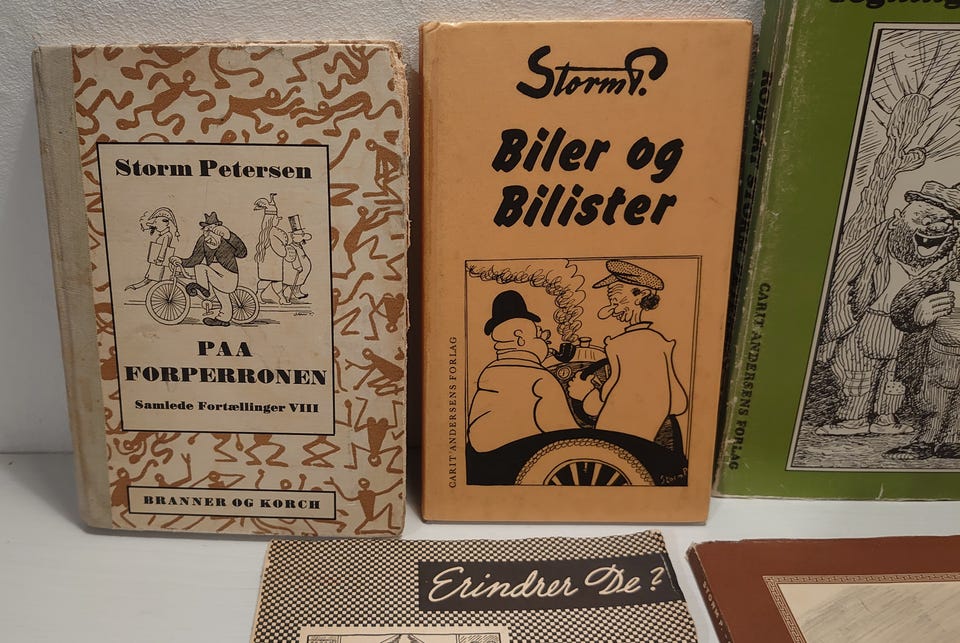 Storm Petersen
PAA
FORPERRONEN
Samlede Fortællinger VIII
BRANNER OG KORCH
Storm P.
Biler og
Bilister
CARIT ANDERSENS FORLAG
Storm P.
CARIT ANDERSENS FORLAG
Erindrer De?